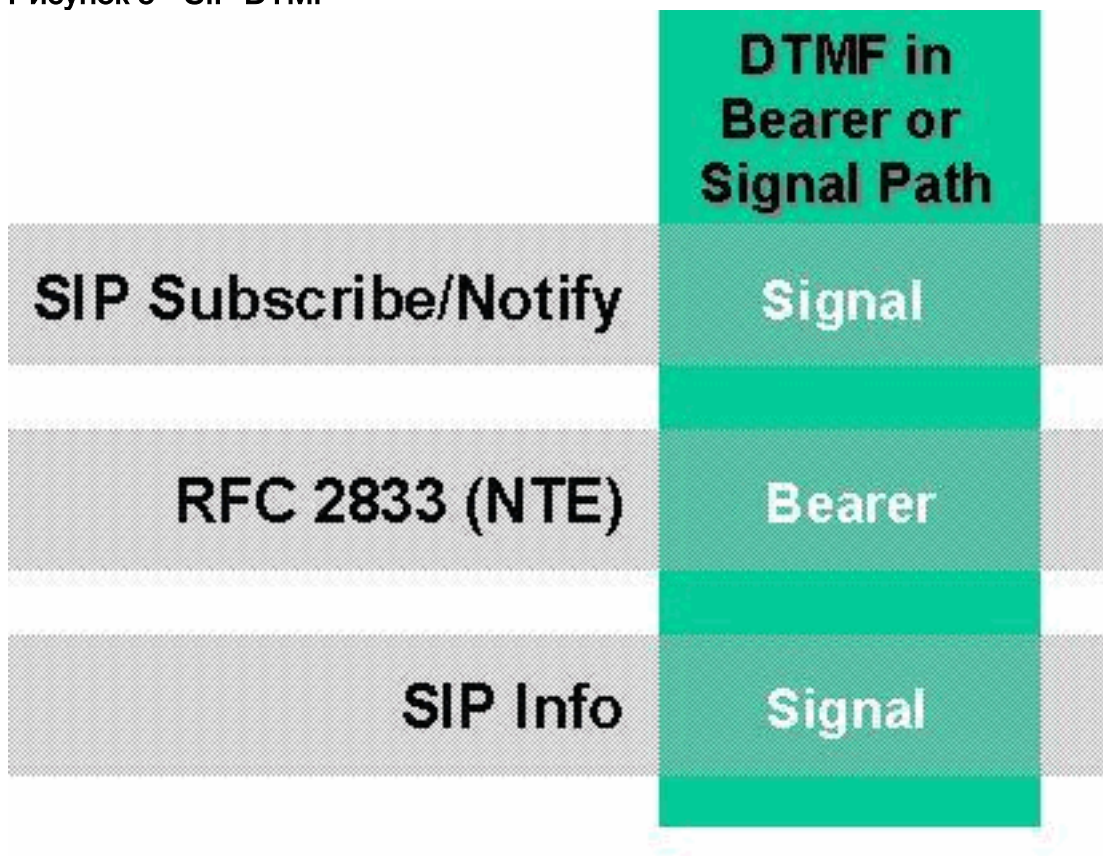 DTMF in
Bearer or
Signal Path
SIP Subscribe/Notify Signal
RFC 2833 (NTE) Bearer
SIP Info Signal